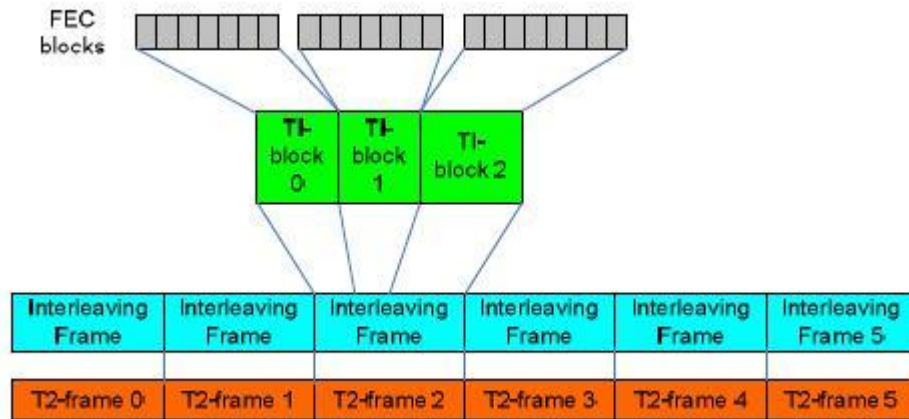 FEC
blocks
TI-
block
0
TI-
block
1
TI-
block 2
Interleaving
Frame
Interleaving
Frame
Interleaving
Frame
Interleaving
Frame
Interleaving
Frame
Interleaving
Frame 5
T2-frame 0
T2-frame 1
T2-frame 2
T2-frame 3
T2-frame 4
T2-frame 5